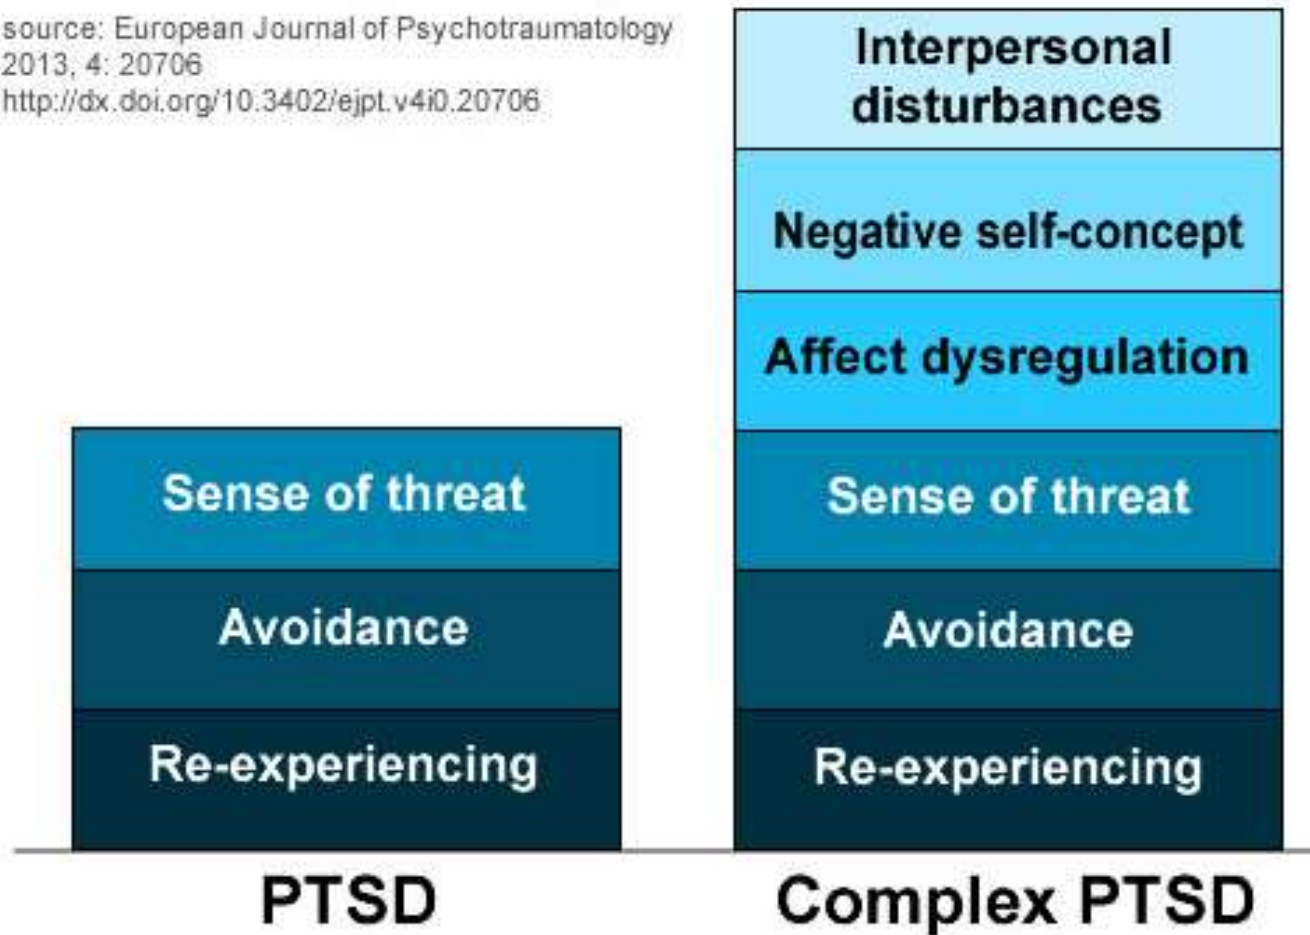 source: European Journal of Psychotraumatology
2013, 4: 20706
http://dx.doi.org/10.3402/ejpt.v4i0.20706
Sense of threat
Avoidance
Re-experiencing
PTSD
Interpersonal
disturbances
Negative self-concept
Affect dysregulation
Sense of threat
Avoidance
Re-experiencing
Complex PTSD